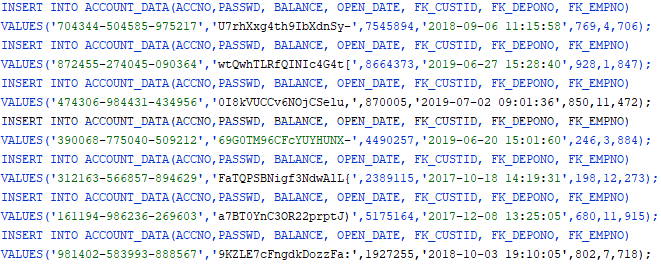 INSERT INTO ACCOUNT_DATA(ACCNO,PASSWD, BALANCE, OPEN_DATE, FK_CUSTID, FK_DEPONO, FK_EMPNO)
VALUES('704344-504585-975217','U7rhXxg4th9IbXdnSy-',7545894,'2018-09-06 11:15:58',769,4,706);
INSERT INTO ACCOUNT_DATA(ACCNO,PASSWD, BALANCE, OPEN_DATE, FK_CUSTID, FK_DEPONO, FK_EMPNO)
VALUES('872455-274045-090364','wtQwhTLRfQINIc4G4t[',8664373,'2019-06-27 15:28:40',928,1,847);
INSERT INTO ACCOUNT_DATA(ACCNO,PASSWD, BALANCE, OPEN_DATE, FK_CUSTID, FK_DEPONO, FK_EMPNO)
VALUES('474306-984431-434956','0I8kVUCCv6NOjCSelu,',870005,'2019-07-02 09:01:36',850,11,472);
INSERT INTO ACCOUNT_DATA(ACCNO,PASSWD, BALANCE, OPEN_DATE, FK_CUSTID, FK_DEPONO, FK_EMPNO)
VALUES('390068-775040-509212','69G0TM96CFcYUYHUNX-',4490257,'2019-06-20 15:01:60',246,3,884);
INSERT INTO ACCOUNT_DATA(ACCNO,PASSWD, BALANCE, OPEN_DATE, FK_CUSTID, FK_DEPONO, FK_EMPNO)
VALUES('312163-566857-894629','FaTQPSBNigf3NdwAlL{',2389115,'2017-10-18 14:19:31',198,12,273);
INSERT INTO ACCOUNT_DATA(ACCNO,PASSWD, BALANCE, OPEN_DATE, FK_CUSTID, FK_DEPONO, FK_EMPNO)
VALUES('161194-986236-269603','a7BT0YnC3OR22prptJ)',5175164,'2017-12-08 13:25:05',680,11,915);
INSERT INTO ACCOUNT_DATA(ACCNO,PASSWD, BALANCE, OPEN_DATE, FK_CUSTID, FK_DEPONO, FK_EMPNO)
VALUES('981402-583993-888567','9KZLE7cFngdkDozzFa:',1927255,'2018-10-03 19:10:05',802,7,718);